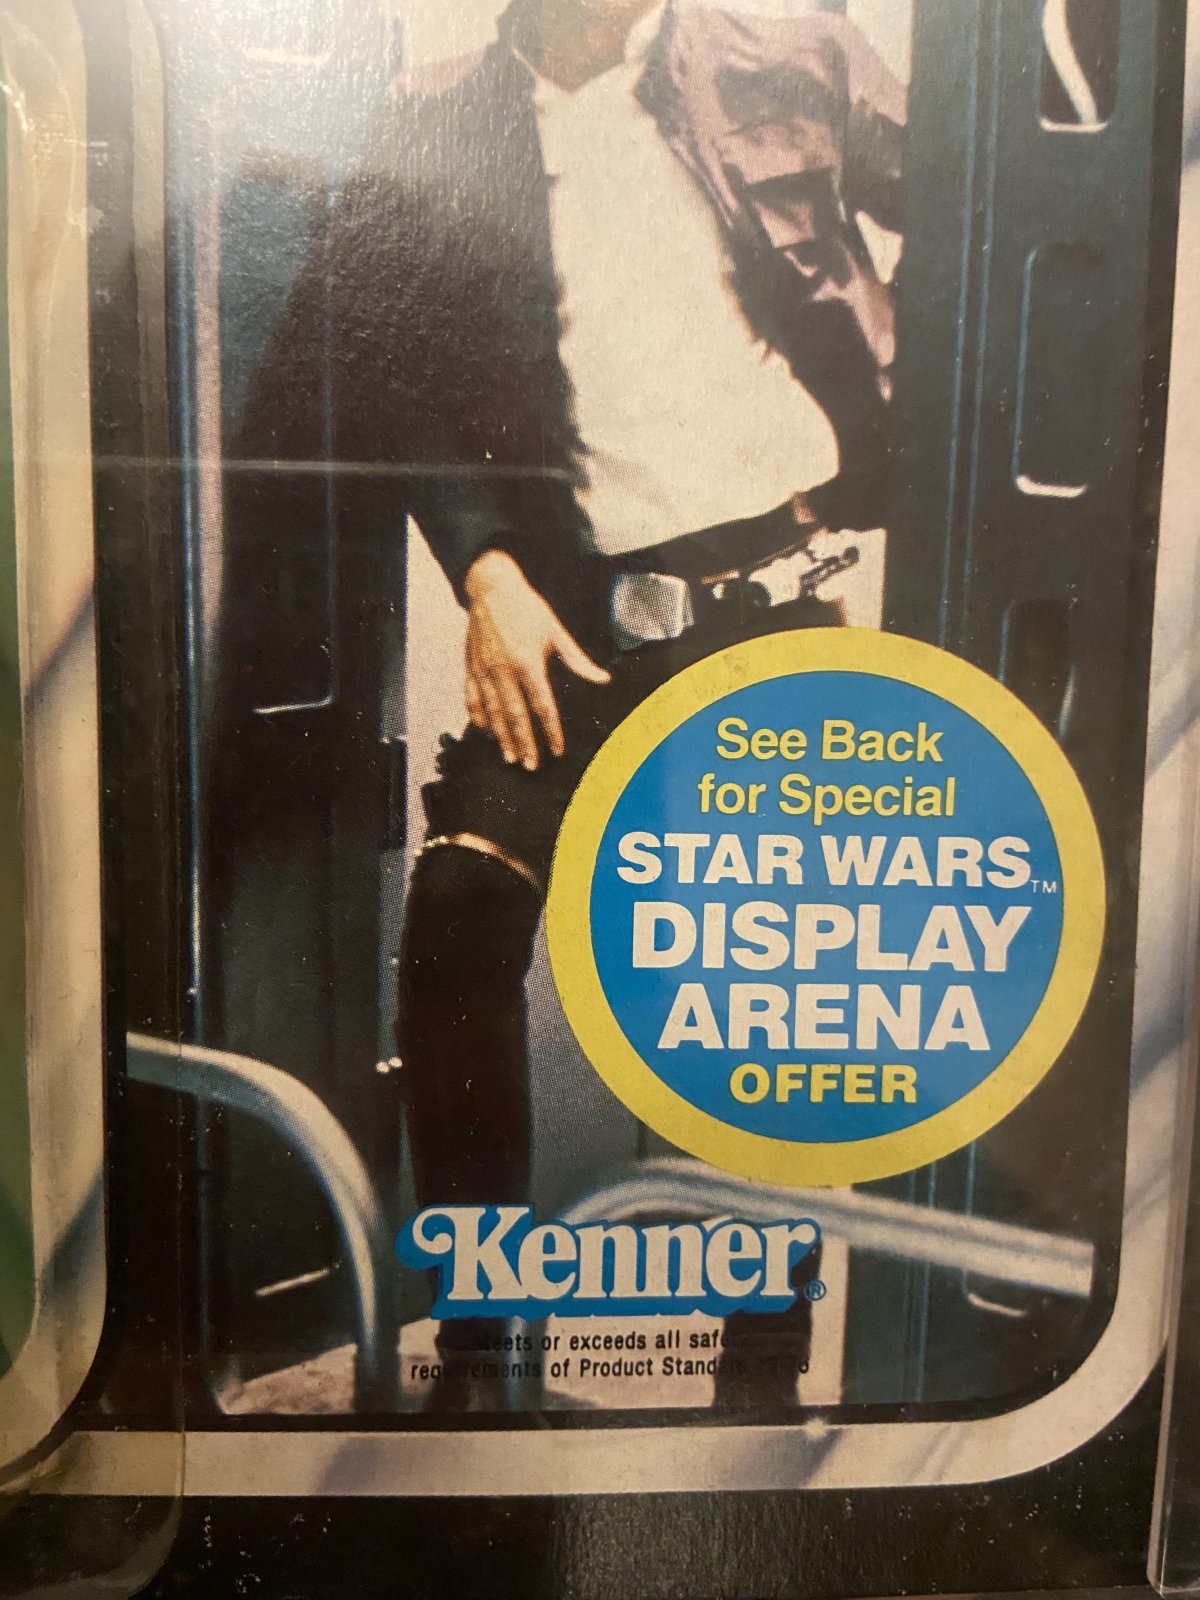 See Back
for Special
STAR WARS™
DISPLAY
ARENA
OFFER
Kenner®
or exceeds all
of Product